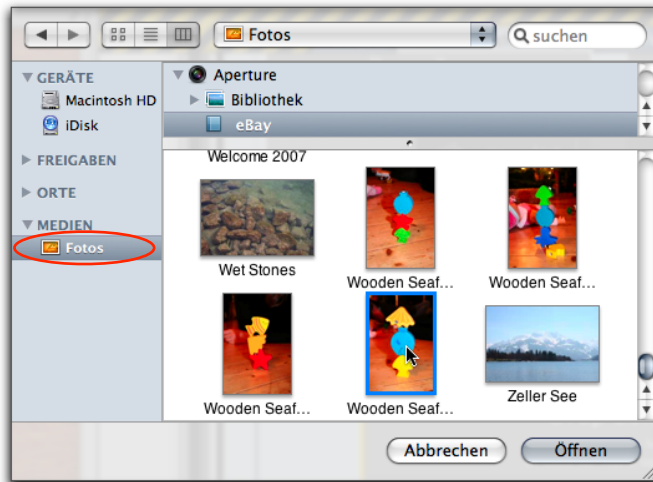 Fotos
suchen
GERÄTE
Macintosh HD
iDisk
FREIGABEN
ORTE
MEDIEN
Fotos
Aperture
Bibliothek
eBay
Welcome 2007
Wet Stones
Wooden Seaf...
Wooden Seaf...
Wooden Seaf...
Wooden Seaf...
Zeller See
Abbrechen
Öffnen